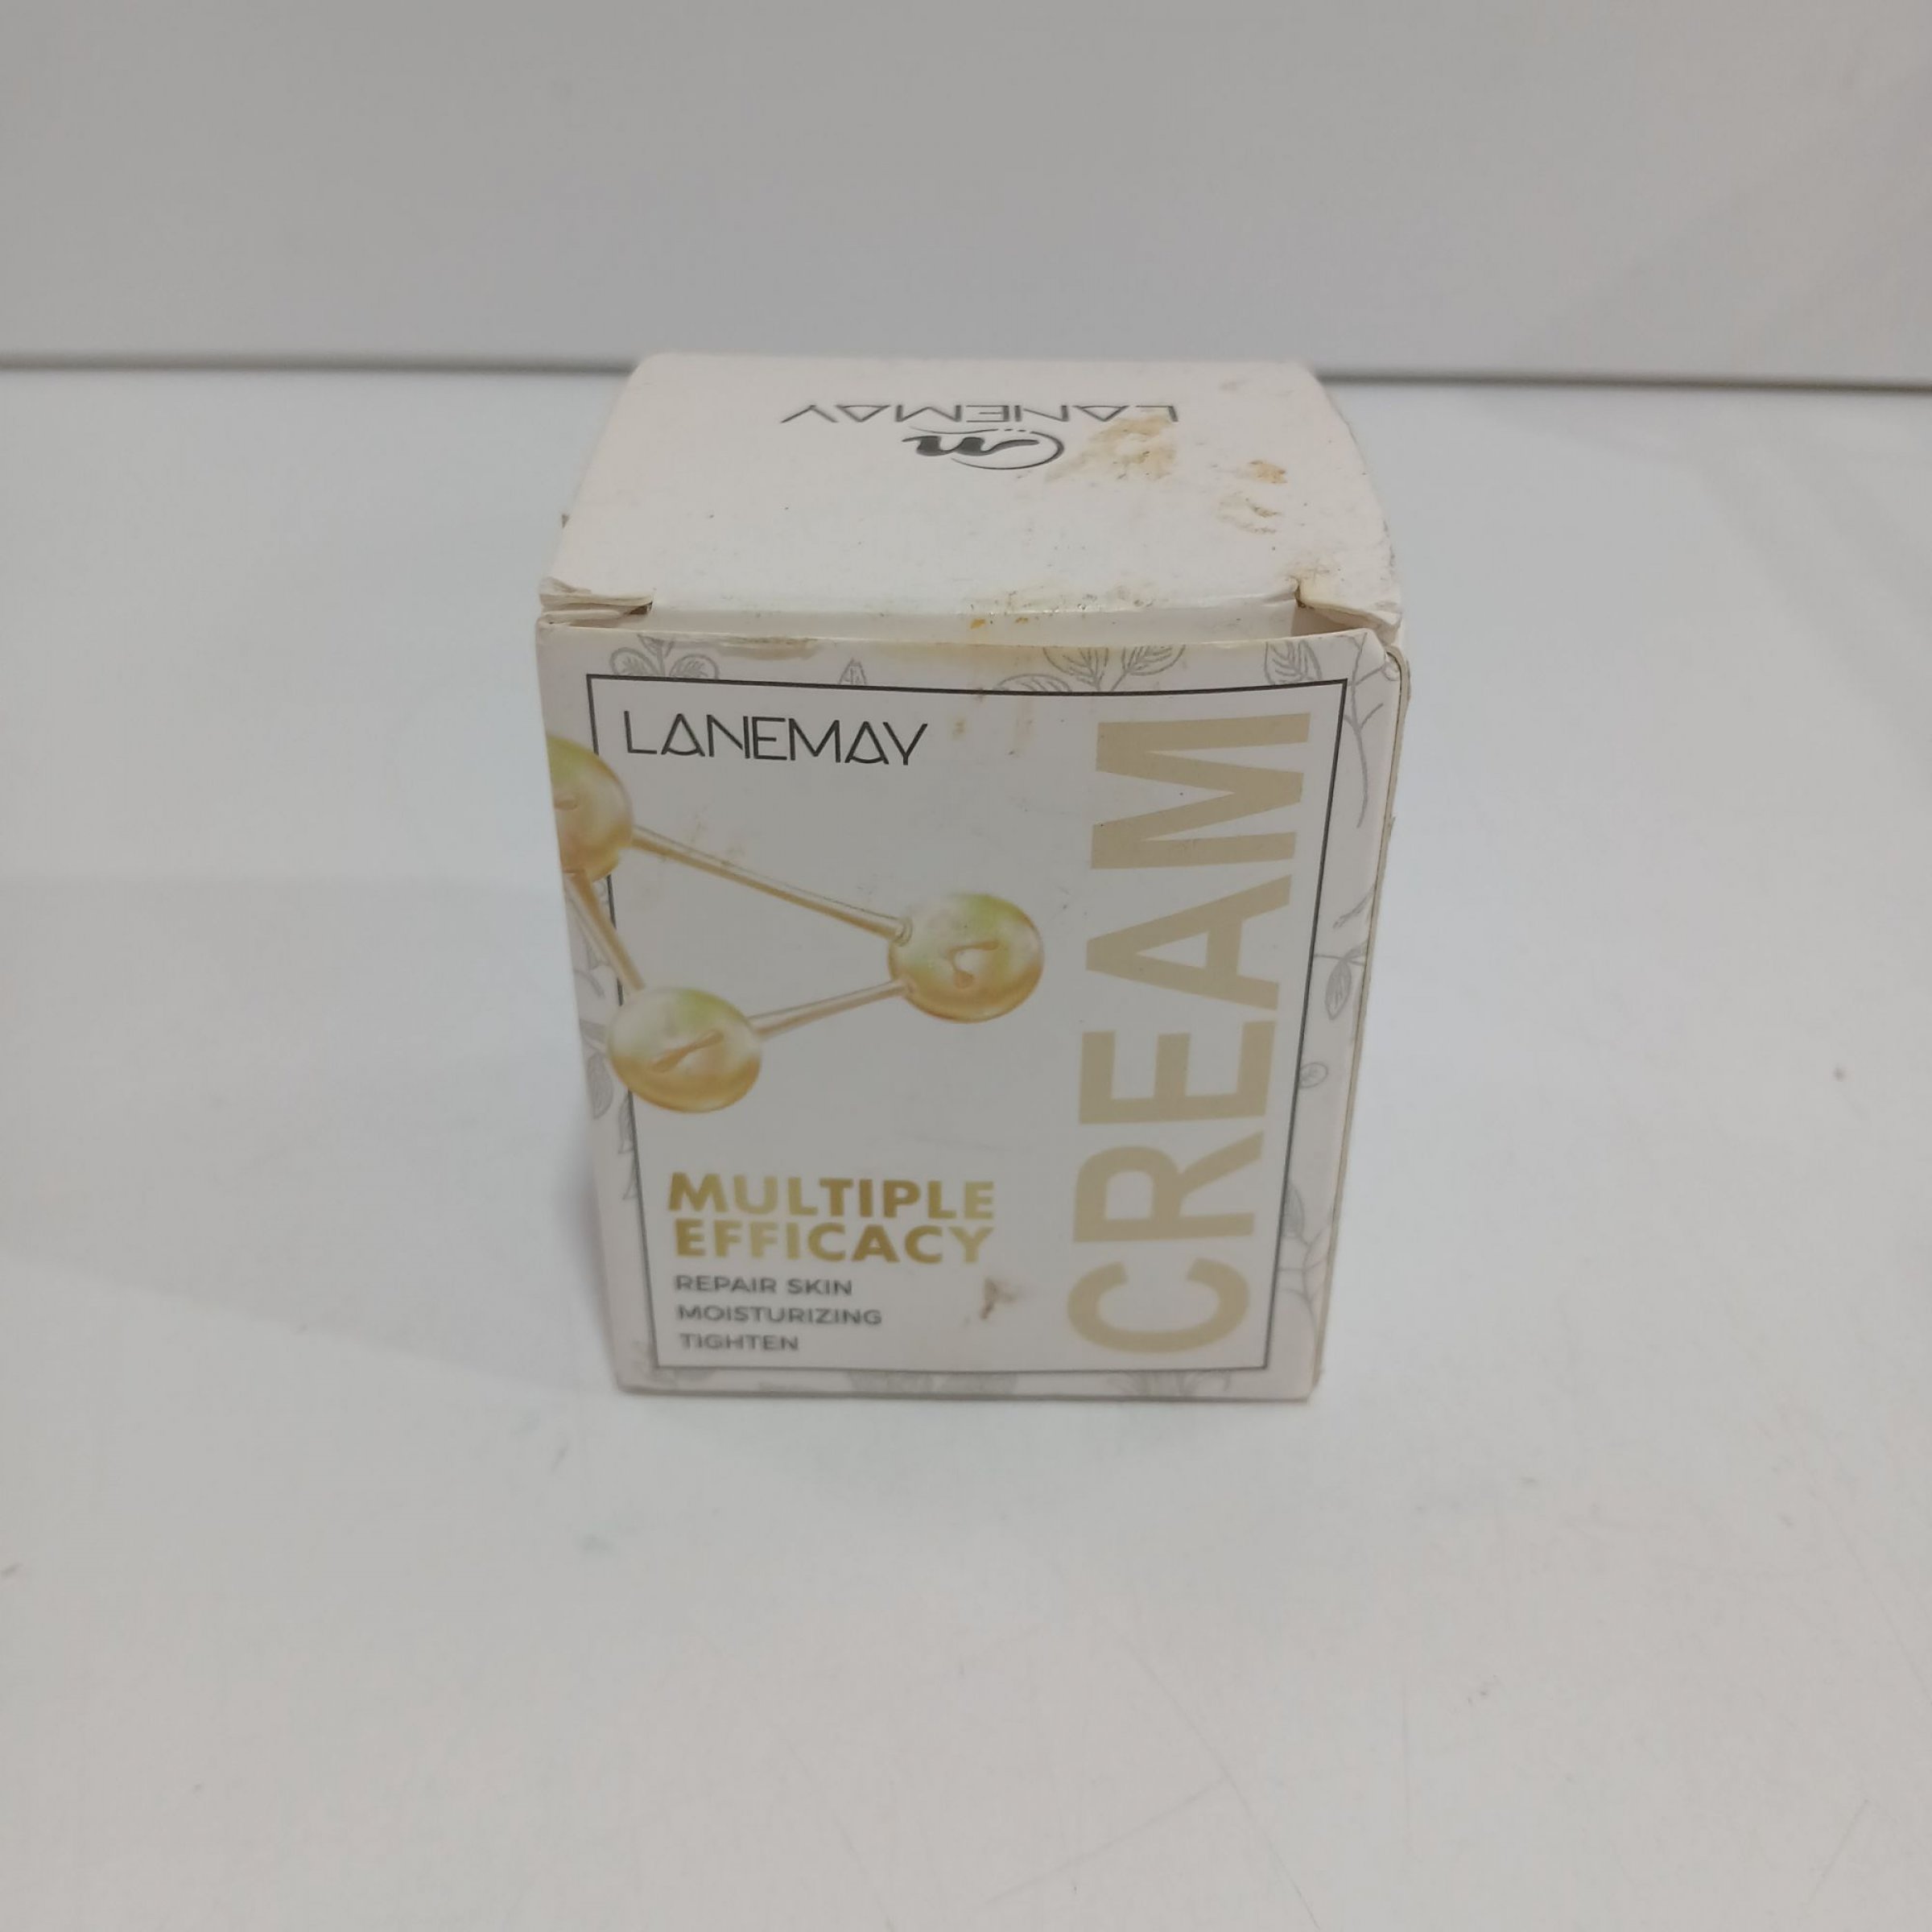 LANEMAY
LANEMAY
CREAM
MULTIPLE
EFFICACY
REPAIR SKIN
MOISTURIZING
TIGHTEN